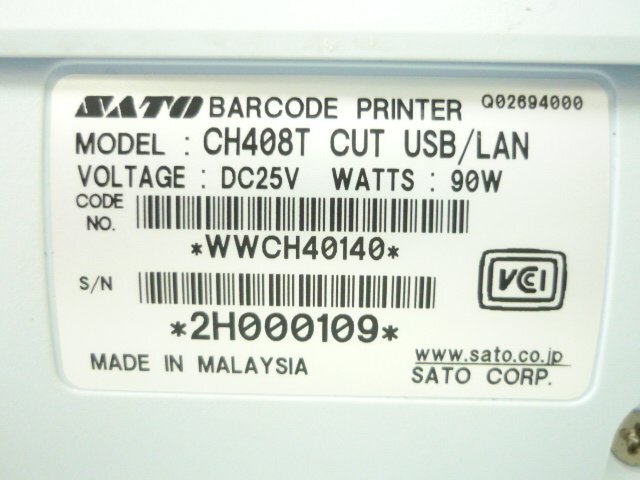 SATO BARCODE PRINTER Q02694000
MODEL : CH408T CUT USB/LAN
VOLTAGE : DC25V WATTS : 90W
CODE NO.
*WWCH40140*
S/N
*2H000109*
VCI
MADE IN MALAYSIA
www.sato.co.jp
SATO CORP.